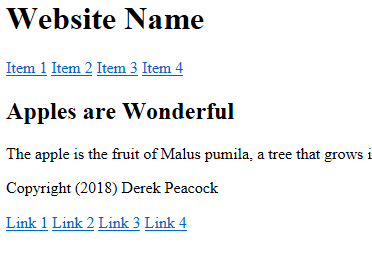 Website Name
Item 1 Item 2 Item 3 Item 4
Apples are Wonderful
The apple is the fruit of Malus pumila, a tree that grows i
Copyright (2018) Derek Peacock
Link 1 Link 2 Link 3 Link 4